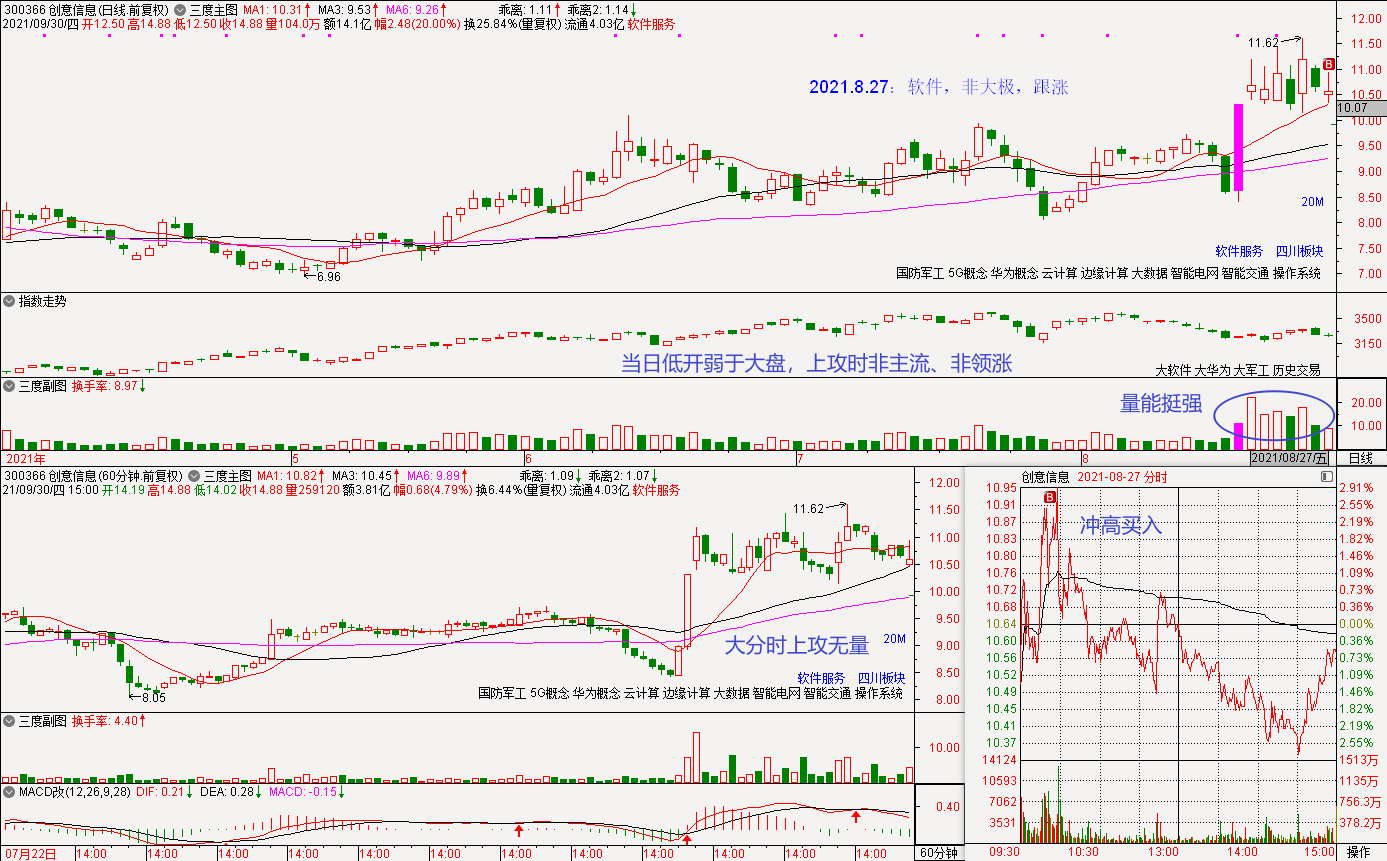 300366 创意信息(日线.前复权) 三度主图 MA1: 10.31↑ MA3: 9.53↑ MA6: 9.26↑ 乖离: 1.11↑ 乖离2: 1.14↓
2021/09/30/四 开12.50 高14.88 低12.50 收14.88 量104.0万 额14.1亿 幅2.48(20.00%) 换25.84%(量复权) 流通4.03亿 软件服务
12.00
11.62
11.50
B
11.00
2021.8.27：软件，非大极，跟涨
10.50
10.07
10.00
9.50
9.00
20M
8.50
8.00
软件服务 四川板块
7.50
国防军工 5G概念 华为概念 云计算 边缘计算 大数据 智能电网 智能交通 操作系统
←6.96
7.00
指数走势
3500
3150
当日低开弱于大盘，上攻时非主流、非领涨
大软件 大华为 大军工 历史交易
三度副图 换手率: 8.97↓
量能挺强
20.00
10.00
2021年 5 6 7 8 2021/08/27/五 日线
300366 创意信息(60分钟.前复权) 三度主图 MA1: 10.82↑ MA3: 10.45↑ MA6: 9.89↑ 乖离: 1.09↓ 乖离2: 1.07↓
21/09/30/四 15:00 开14.19 高14.88 低14.02 收14.88 量259120 额3.81亿 幅0.68(4.79%) 换6.44%(量复权) 流通4.03亿 软件服务
12.00
11.62
11.50
11.00
10.50
10.00
9.50
9.00
大分时上攻无量
20M
8.50
软件服务 四川板块
国防军工 5G概念 华为概念 云计算 边缘计算 大数据 智能电网 智能交通 操作系统
←8.05
8.00
三度副图 换手率: 4.40↑
10.00
MACD改(12,26,9,28) DIF: 0.21↓ DEA: 0.28↓ MACD: -0.15↓
0.40
07月22日 14:00 14:00 14:00 14:00 14:00 14:00 14:00 14:00 14:00 14:00 14:00 14:00 60分钟
创意信息 2021-08-27 分时
B
冲高买入
10.95 2.91%
10.91 2.55%
10.87 2.19%
10.83 1.82%
10.80 1.46%
10.76 1.09%
10.72 0.73%
10.68 0.36%
10.64 0.00%
10.60 0.36%
10.56 0.73%
10.52 1.09%
10.49 1.46%
10.45 1.82%
10.41 2.19%
10.37 2.55%
14124 1513万
10593 1135万
7062 756.3万
3531 378.2万
09:30 10:30 13:00 14:00 15:00 操作